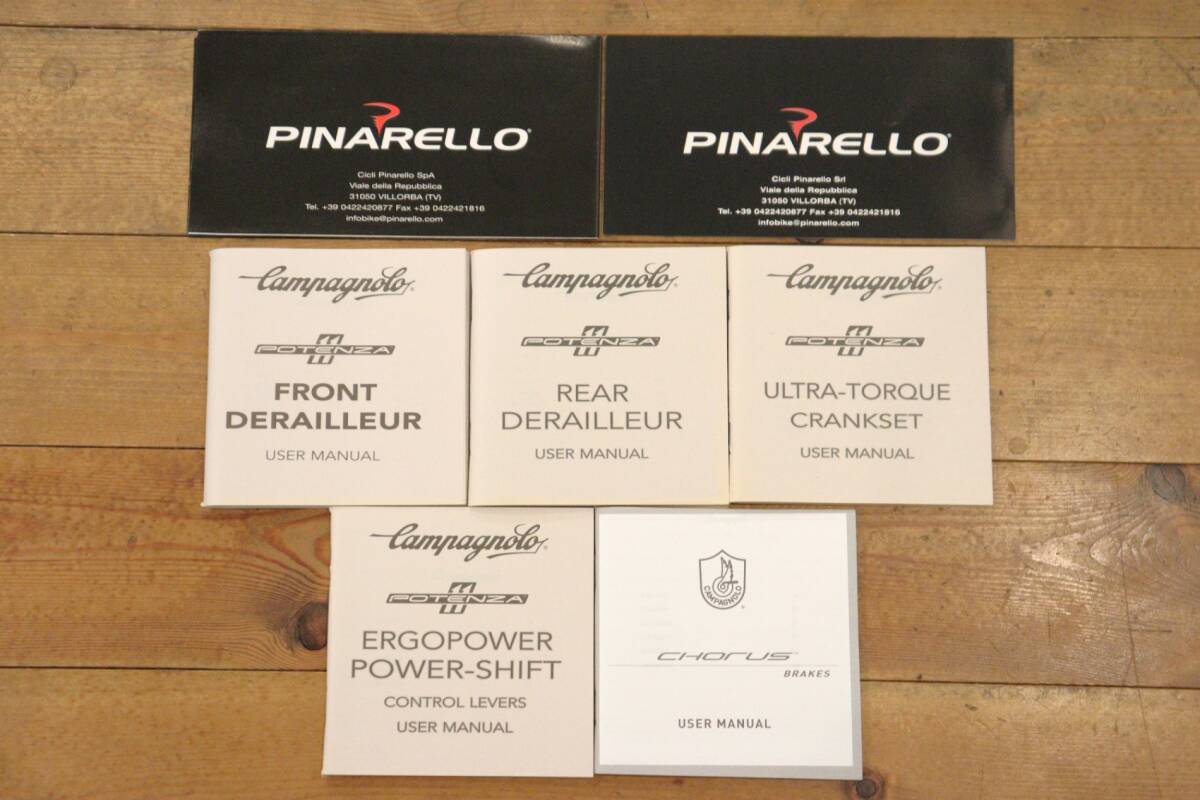 PINARELLO
Cicli Pinarello SpA
Viale della Repubblica
31050 VILLORBA (TV)
Tel. +39 0422420877 Fax +39 0422421816
infobike@pinarello.com
PINARELLO
Cicli Pinarello Srl
Viale della Repubblica
31050 VILLORBA (TV)
Tel. +39 0422420877 Fax +39 0422421816
infobike@pinarello.com
Campagnolo
POTENZA
FRONT
DERAILLEUR
USER MANUAL
Campagnolo
POTENZA
REAR
DERAILLEUR
USER MANUAL
Campagnolo
POTENZA
ULTRA-TORQUE
CRANKSET
USER MANUAL
Campagnolo
POTENZA
ERGOPOWER
POWER-SHIFT
CONTROL LEVERS
USER MANUAL
CAMPAGNOLO
CHORUS
BRAKES
USER MANUAL